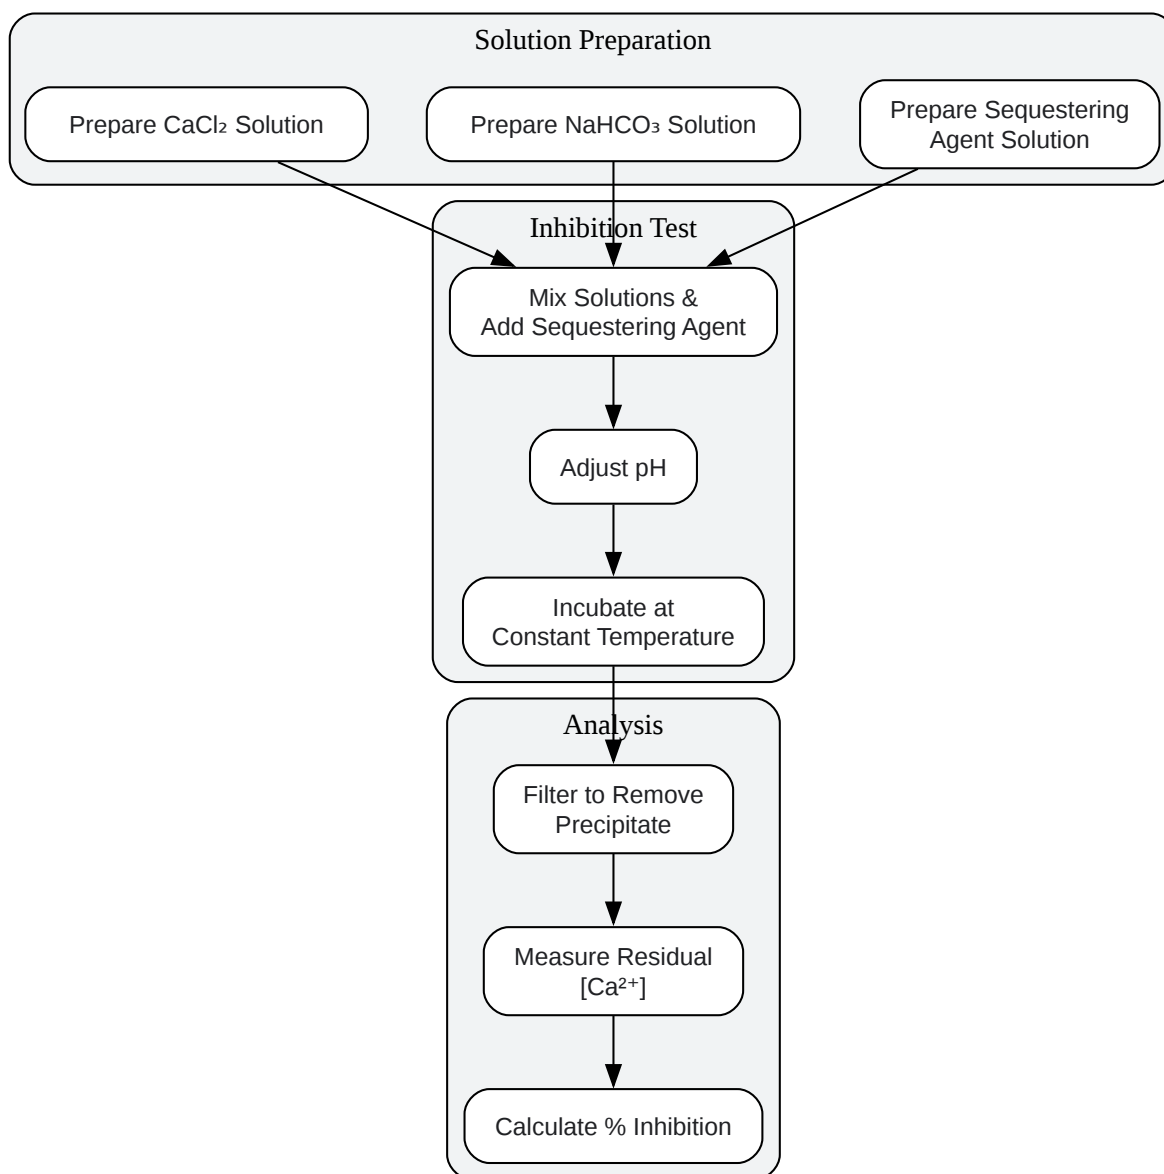 Solution Preparation
Prepare CaCl₂ Solution
Prepare NaHCO₃ Solution
Prepare Sequestering
Agent Solution
Inhibition Test
Mix Solutions &
Add Sequestering Agent
Adjust pH
Incubate at
Constant Temperature
Analysis
Filter to Remove
Precipitate
Measure Residual
[Ca²⁺]
Calculate % Inhibition